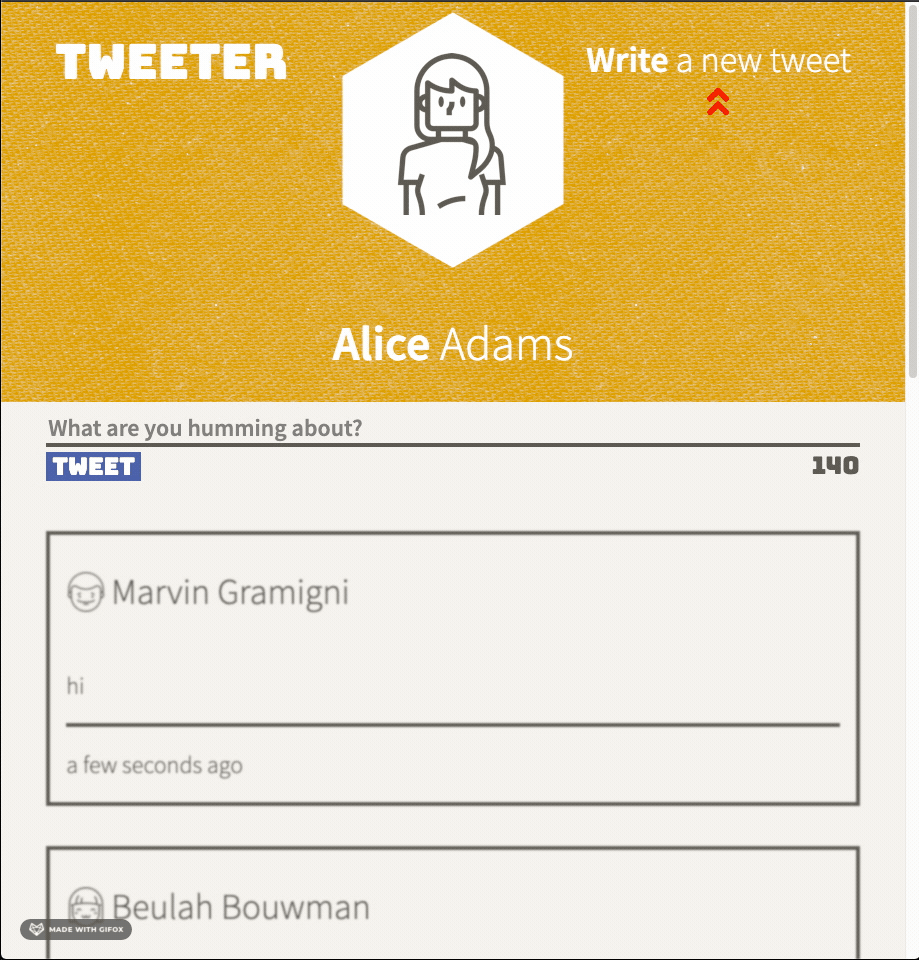 TWEETER
Write a new tweet
Alice Adams
What are you humming about?
TWEET
140
Marvin Gramigni
hi
a few seconds ago
Beulah Bouwman
MADE WITH GIFOX